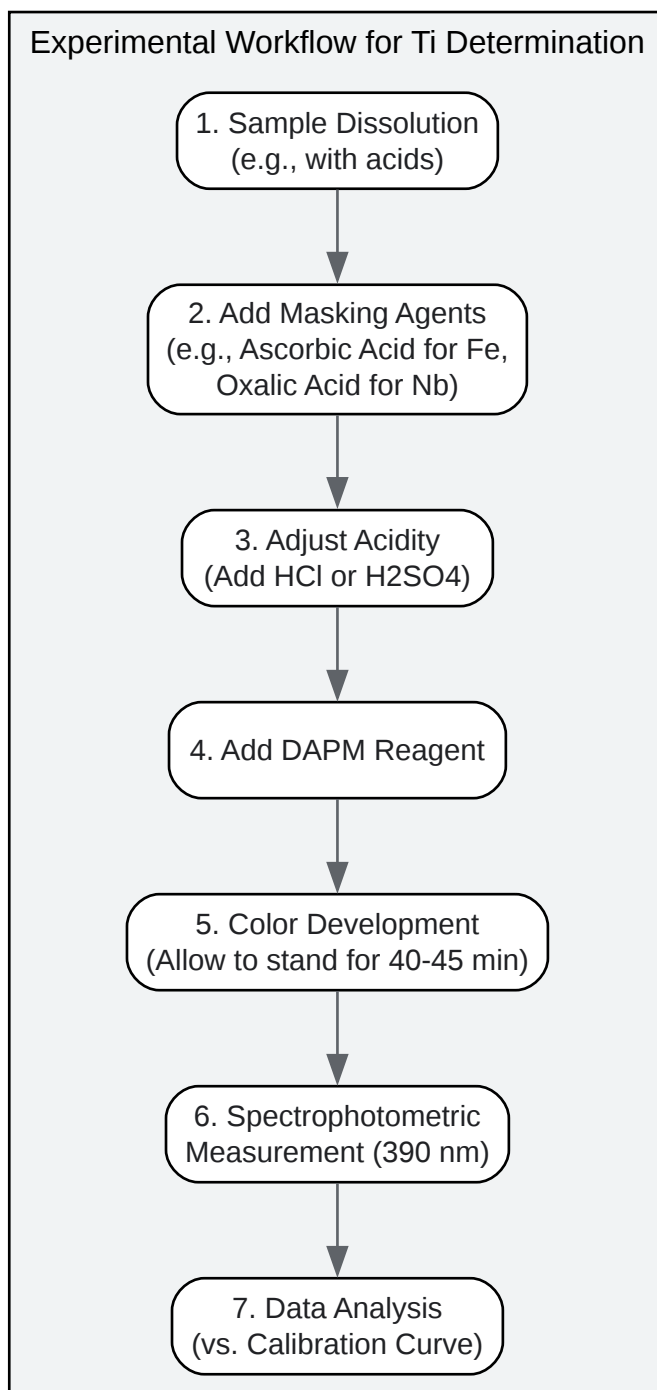 Experimental Workflow for Ti Determination
1. Sample Dissolution
(e.g., with acids)
2. Add Masking Agents
(e.g., Ascorbic Acid for Fe,
Oxalic Acid for Nb)
3. Adjust Acidity
(Add HCl or H2SO4)
4. Add DAPM Reagent
5. Color Development
(Allow to stand for 40-45 min)
6. Spectrophotometric
Measurement (390 nm)
7. Data Analysis
(vs. Calibration Curve)